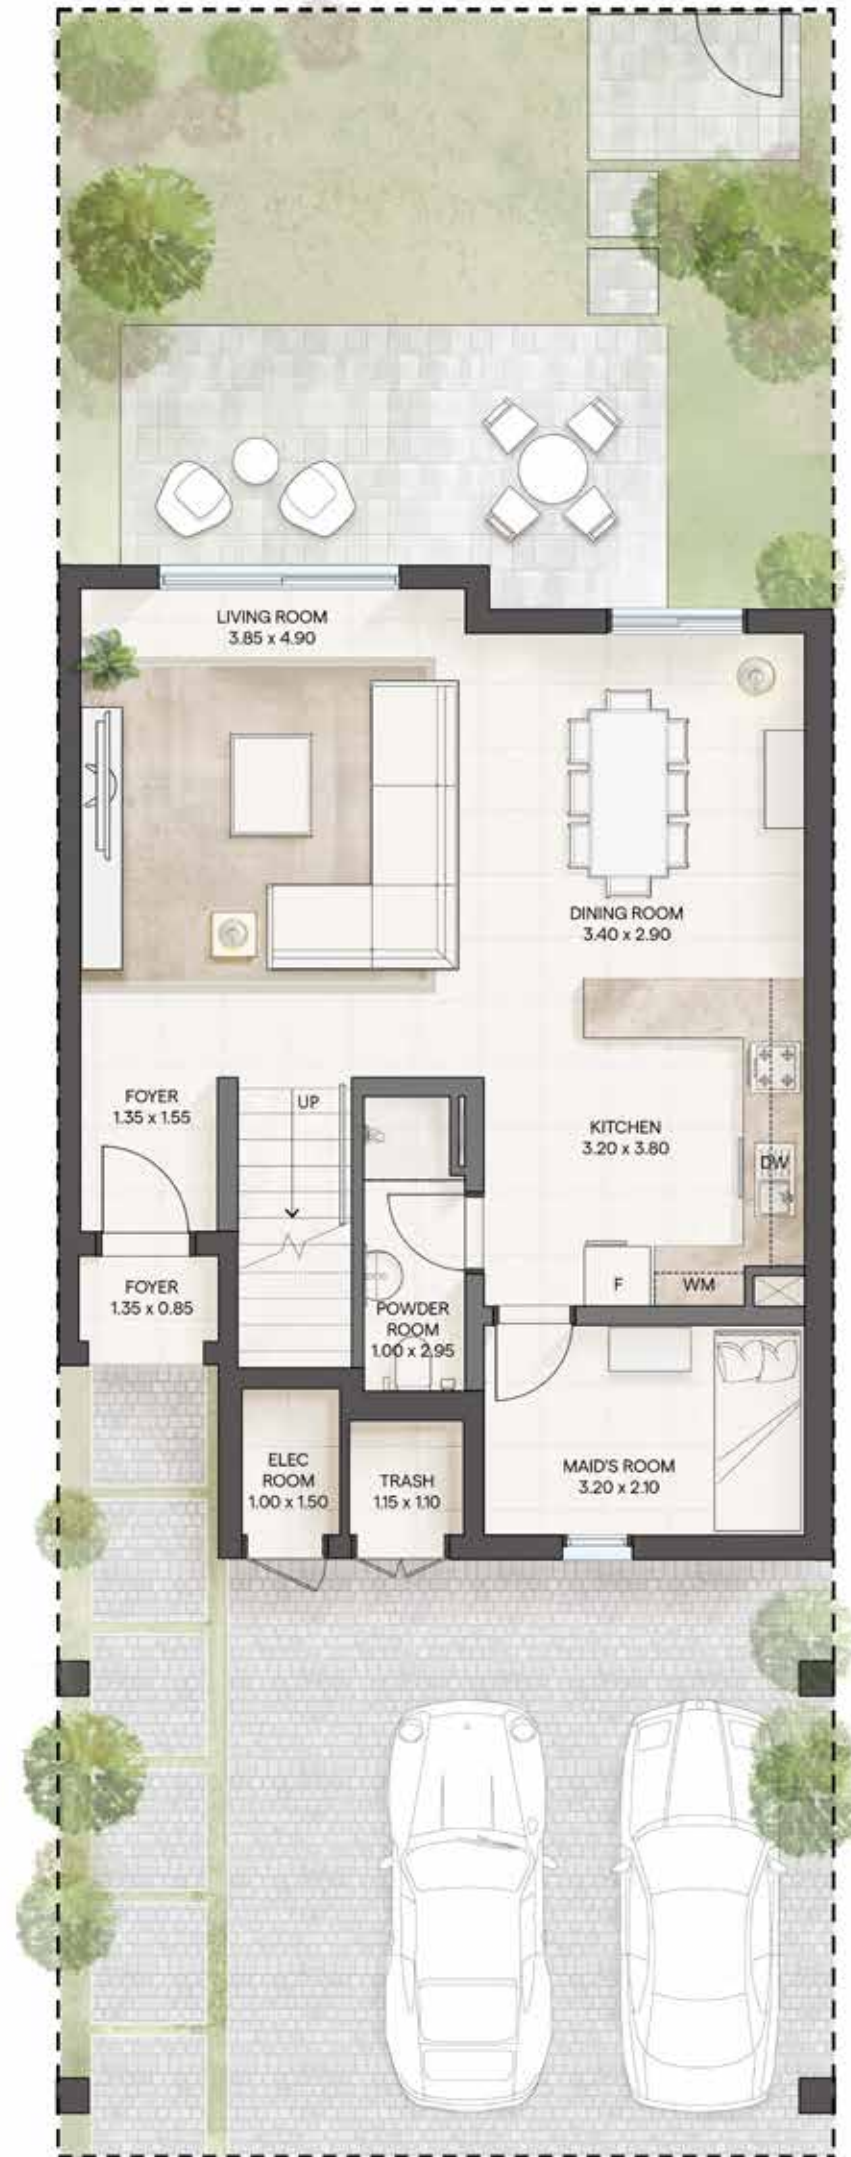 LIVING ROOM
3.85 x 4.90
DINING ROOM
3.40 x 2.90
FOYER
1.35 x 1.55
UP
KITCHEN
3.20 x 3.80
DW
FOYER
1.35 x 0.85
POWDER
ROOM
1.00 x 2.95
F
WM
ELEC
ROOM
1.00 x 1.50
TRASH
1.15 x 1.10
MAID'S ROOM
3.20 x 2.10